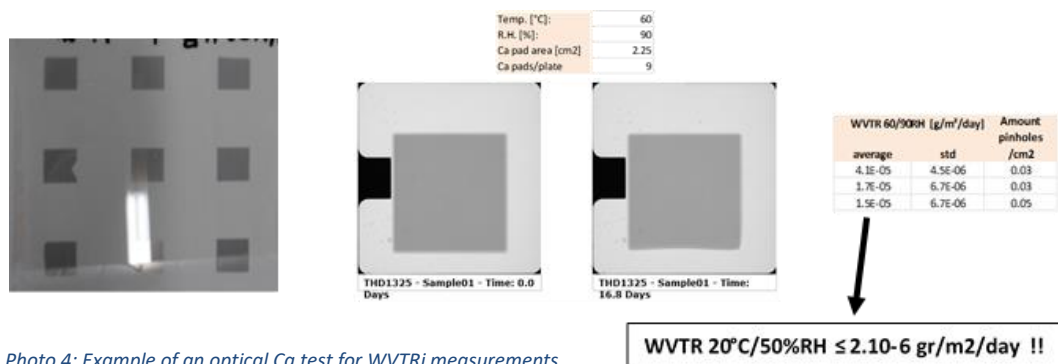 Temp. [°C]: 60
R.H. [%]: 90
Ca pad area [cm2] 2.25
Ca pads/plate 9
WVTR 60/90RH [g/m²/day] Amount pinholes /cm2
average std
4.1E-05 4.5E-06 0.03
1.7E-05 6.7E-06 0.03
1.5E-05 6.7E-06 0.05
THD1325 - Sample01 - Time: 0.0
Days
THD1325 - Sample01 - Time:
16.8 Days
WVTR 20°C/50%RH ≤ 2.10-6 gr/m2/day !!
Photo 4: Example of an optical Ca test for WVTRi measurements